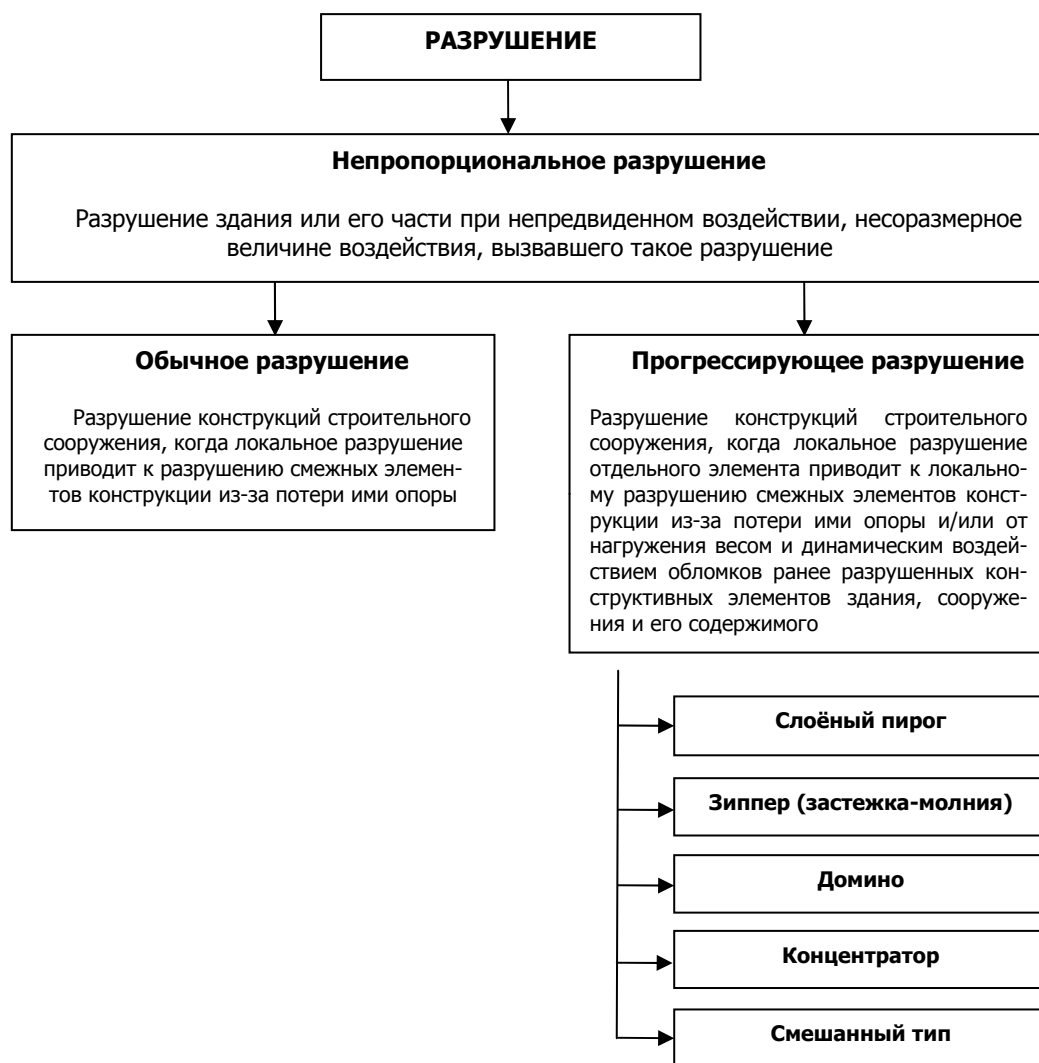 РАЗРУШЕНИЕ
Непропорциональное разрушение
Разрушение здания или его части при непредвиденном воздействии, несоразмерное
величине воздействия, вызвавшего такое разрушение
Обычное разрушение
Разрушение конструкций строительного
сооружения, когда локальное разрушение
приводит к разрушению смежных элемен-
тов конструкции из-за потери ими опоры
Прогрессирующее разрушение
Разрушение конструкций строительного
сооружения, когда локальное разрушение
отдельного элемента приводит к локально-
му разрушению смежных элементов конст-
рукции из-за потери ими опоры и/или от
нагружения весом и динамическим воздей-
ствием обломков ранее разрушенных кон-
структивных элементов здания, сооруже-
ния и его содержимого
Слоёный пирог
Зиппер (застежка-молния)
Домино
Концентратор
Смешанный тип